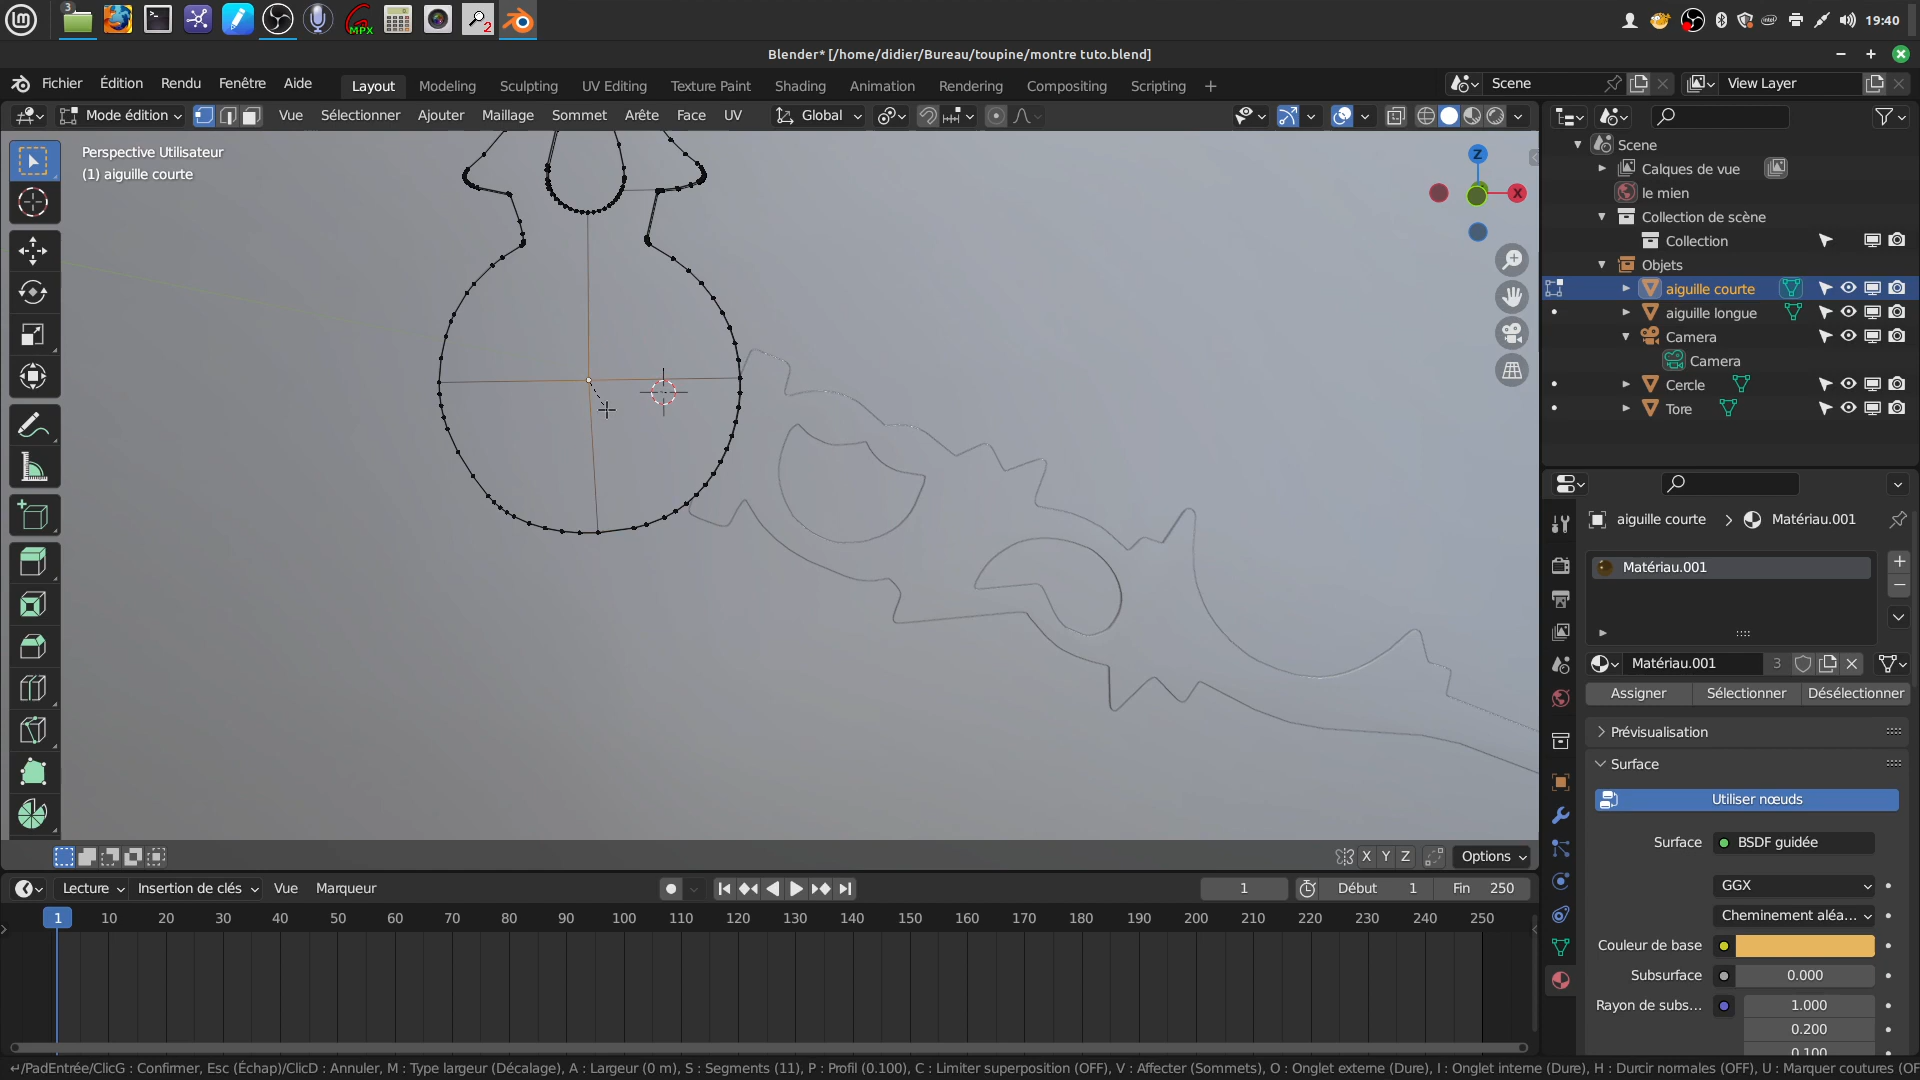 3
MPX
2
19:40
Blender* [/home/didier/Bureau/toupine/montre tuto.blend]
Fichier Édition Rendu Fenêtre Aide Layout Modeling Sculpting UV Editing Texture Paint Shading Animation Rendering Compositing Scripting +
Scene View Layer
Mode édition Vue Sélectionner Ajouter Maillage Sommet Arête Face UV Global
Perspective Utilisateur
(1) aiguille courte
Z
X
Scene
Calques de vue
le mien
Collection de scène
Collection
Objets
aiguille courte
aiguille longue
Camera
Camera
Cercle
Tore
aiguille courte Matériau.001
Matériau.001
Matériau.001 3
Assigner Sélectionner Désélectionner
Prévisualisation
Surface
Utiliser nœuds
Surface BSDF guidée
GGX
Cheminement aléa...
Couleur de base
Subsurface 0.000
Rayon de subs... 1.000
0.200
0.100
X Y Z Options
Lecture Insertion de clés Vue Marqueur 1 Début 1 Fin 250
1 10 20 30 40 50 60 70 80 90 100 110 120 130 140 150 160 170 180 190 200 210 220 230 240 250
↵/PadEntrée/ClicG : Confirmer, Esc (Échap)/ClicD : Annuler, M : Type largeur (Décalage), A : Largeur (0 m), S : Segments (11), P : Profil (0.100), C : Limiter superposition (OFF), V : Affecter (Sommets), O : Onglet externe (Dure), I : Onglet interne (Dure), H : Durcir normales (OFF), U : Marquer coutures (OF